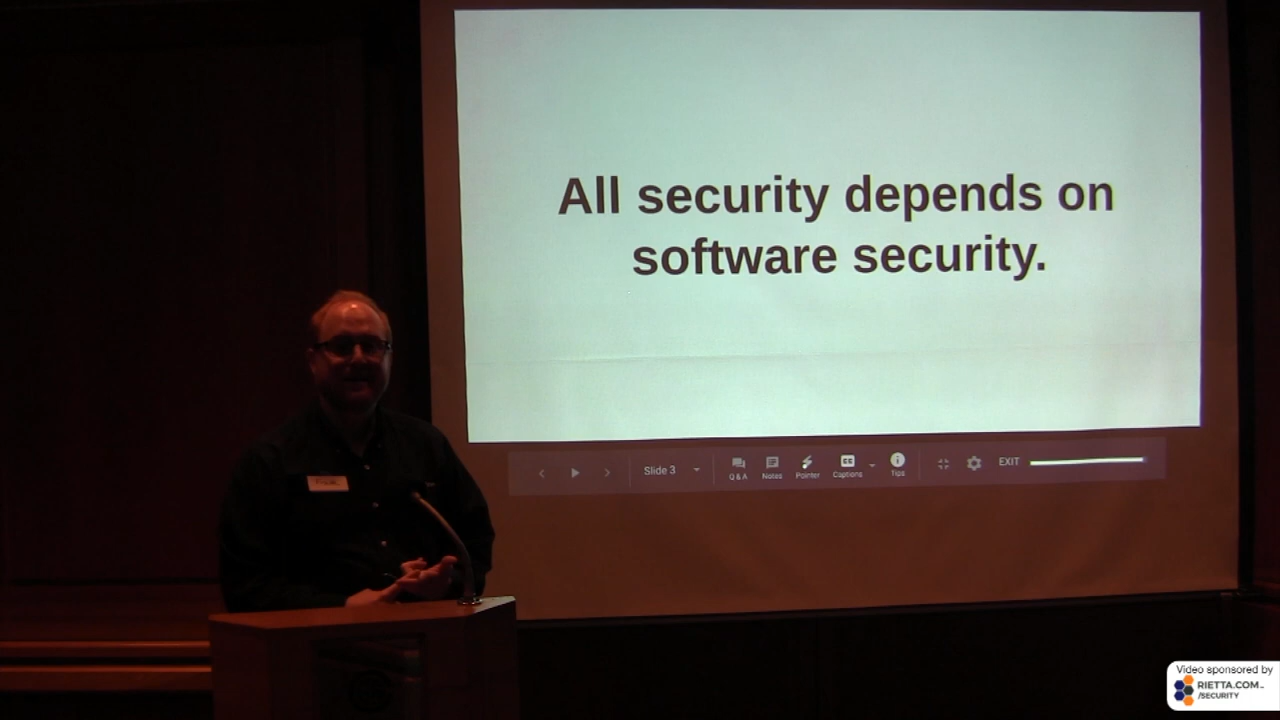 All security depends on
software security.
Slide 3
Q & A
Notes
Pointer
CC
Captions
Tips
EXIT
Video sponsored by
RIETTA.COM
/SECURITY